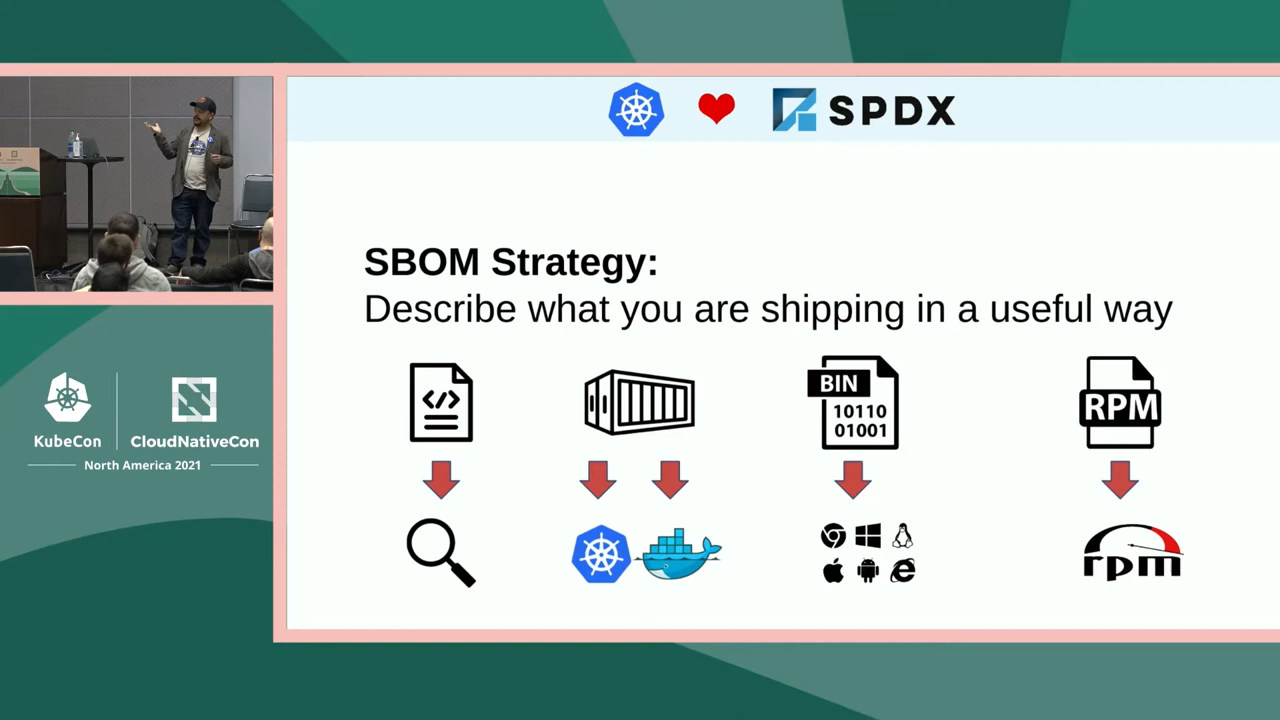 SPDX
SBOM Strategy:
Describe what you are shipping in a useful way
BIN
10110
01001
RPM
rpm
KubeCon
CloudNativeCon
North America 2021